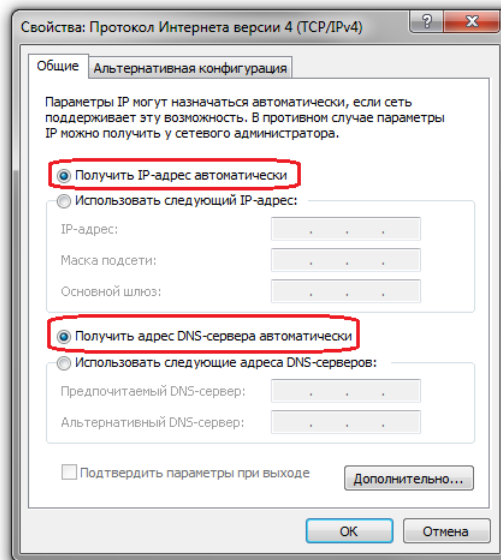 Свойства: Протокол Интернета версии 4 (TCP/IPv4)
Общие
Альтернативная конфигурация
Параметры IP могут назначаться автоматически, если сеть
поддерживает эту возможность. В противном случае параметры
IP можно получить у сетевого администратора.
Получить IP-адрес автоматически
Использовать следующий IP-адрес:
IP-адрес:
Маска подсети:
Основной шлюз:
Получить адрес DNS-сервера автоматически
Использовать следующие адреса DNS-серверов:
Предпочитаемый DNS-сервер:
Альтернативный DNS-сервер:
Подтвердить параметры при выходе
Дополнительно...
OK
Отмена